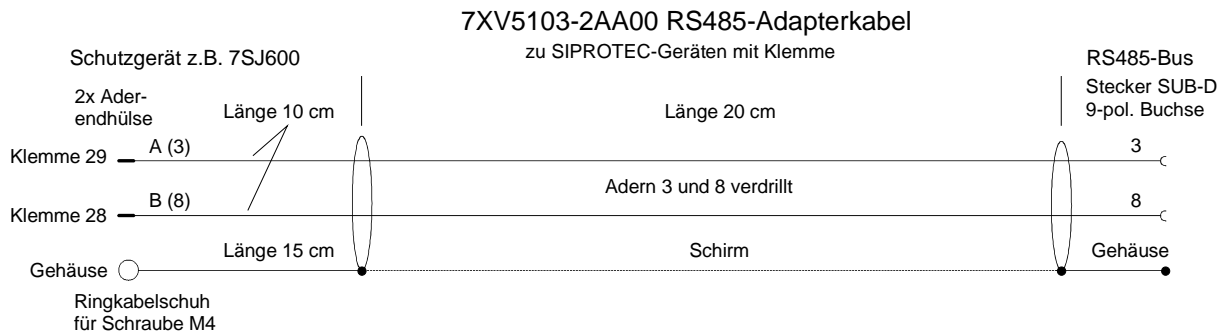 7XV5103-2AA00 RS485-Adapterkabel
zu SIPROTEC-Geräten mit Klemme
Schutzgerät z.B. 7SJ600
RS485-Bus
Stecker SUB-D
9-pol. Buchse
2x Ader-
endhülse
Länge 10 cm
Länge 20 cm
Klemme 29
A (3)
3
Adern 3 und 8 verdrillt
Klemme 28
B (8)
8
Länge 15 cm
Schirm
Gehäuse
Gehäuse
Ringkabelschuh
für Schraube M4